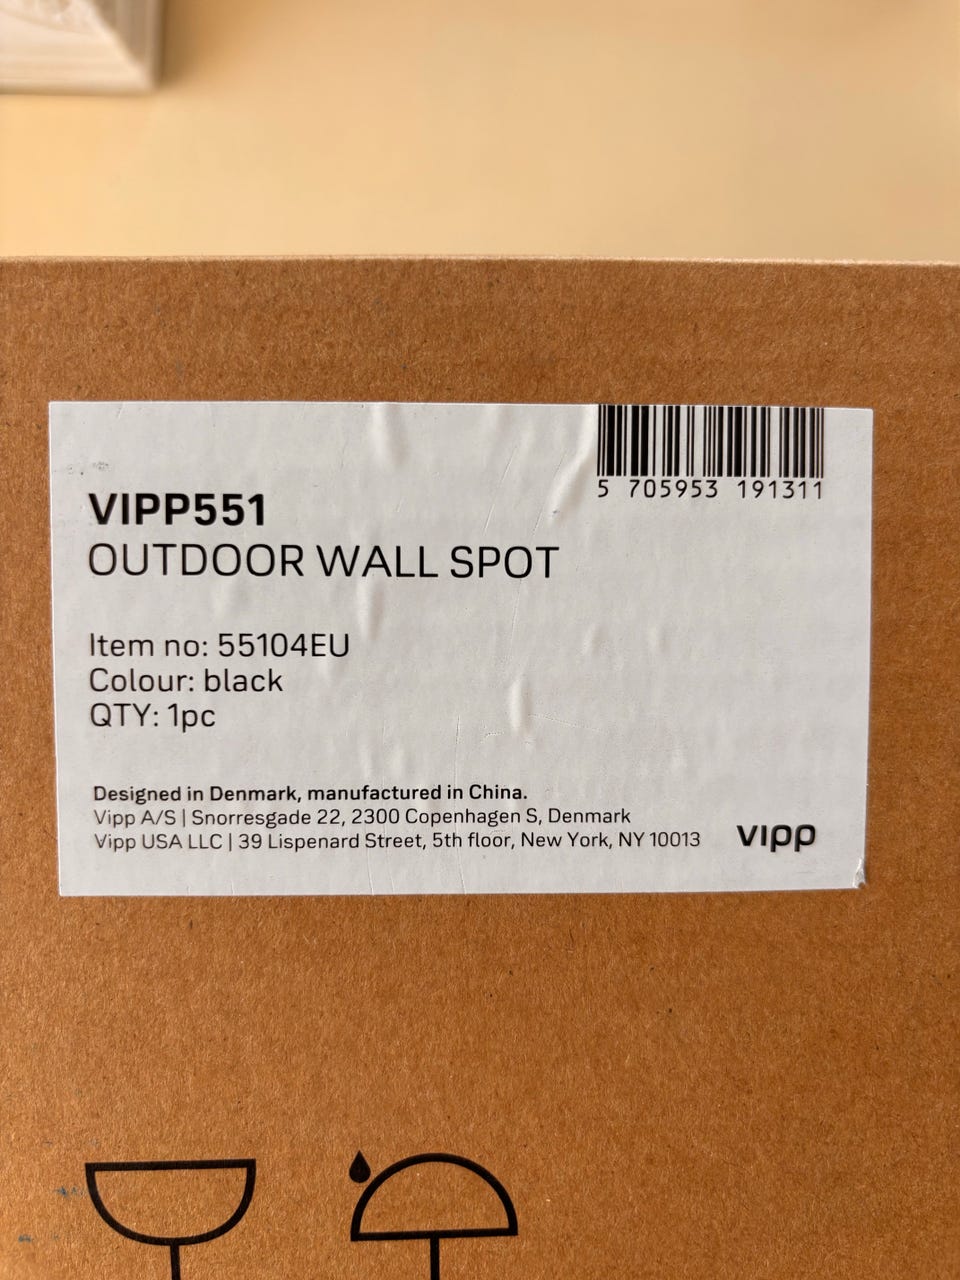 5 705953 191311
VIPP551
OUTDOOR WALL SPOT
Item no: 55104EU
Colour: black
QTY: 1pc
Designed in Denmark, manufactured in China.
Vipp A/S | Snorresgade 22, 2300 Copenhagen S, Denmark
Vipp USA LLC | 39 Lispenard Street, 5th floor, New York, NY 10013
vipp